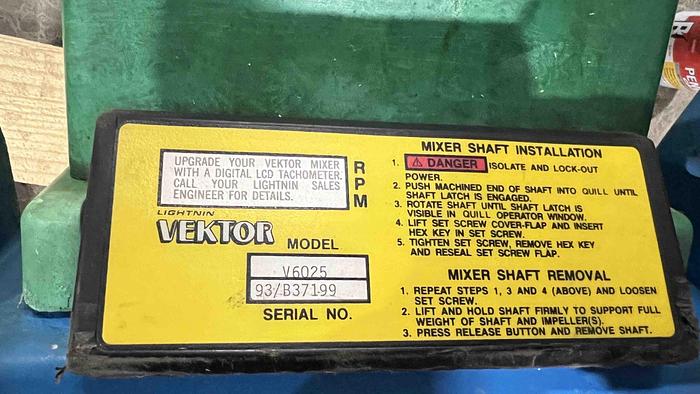 UPGRADE YOUR VEKTOR MIXER
WITH A DIGITAL LCD TACHOMETER.
CALL YOUR LIGHTNIN SALES
ENGINEER FOR DETAILS.
RPM
LIGHTNIN
VEKTOR MODEL
V6025
93/B37199
SERIAL NO.
MIXER SHAFT INSTALLATION
1. ⚠ DANGER ISOLATE AND LOCK-OUT
POWER.
2. PUSH MACHINED END OF SHAFT INTO QUILL UNTIL
SHAFT LATCH IS ENGAGED.
3. ROTATE SHAFT UNTIL SHAFT LATCH IS
VISIBLE IN QUILL OPERATOR WINDOW.
4. LIFT SET SCREW COVER-FLAP AND INSERT
HEX KEY IN SET SCREW.
5. TIGHTEN SET SCREW, REMOVE HEX KEY
AND RESEAL SET SCREW FLAP.
MIXER SHAFT REMOVAL
1. REPEAT STEPS 1, 3 AND 4 (ABOVE) AND LOOSEN
SET SCREW.
2. LIFT AND HOLD SHAFT FIRMLY TO SUPPORT FULL
WEIGHT OF SHAFT AND IMPELLER(S).
3. PRESS RELEASE BUTTON AND REMOVE SHAFT.